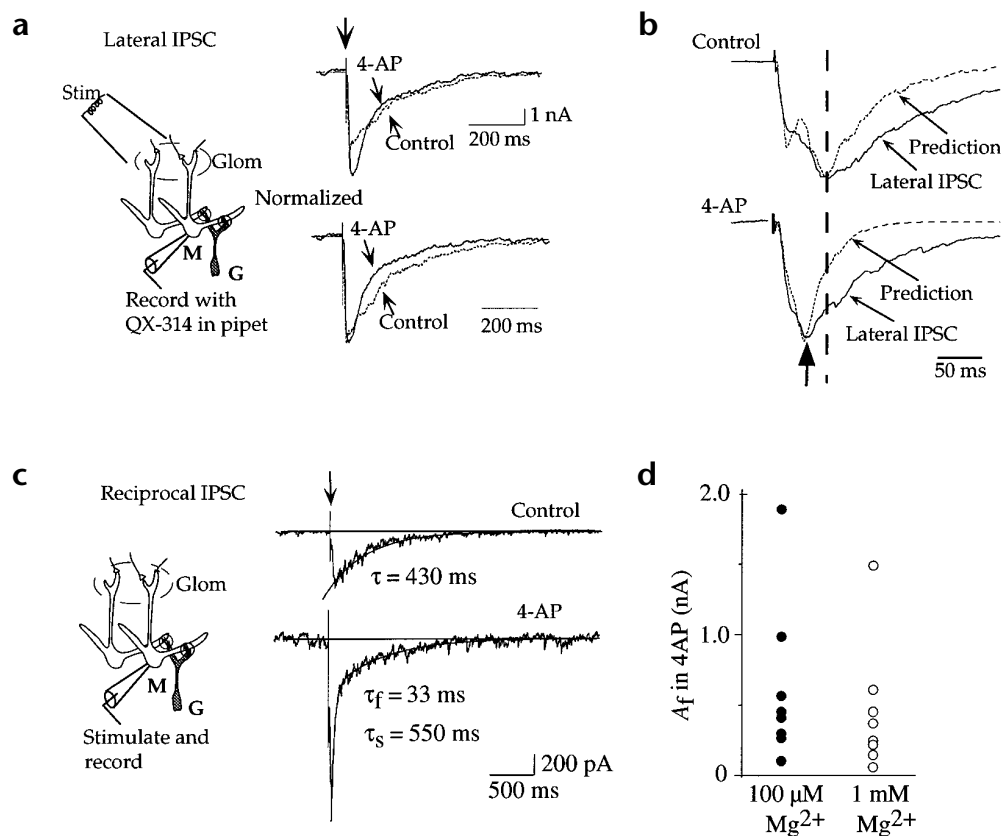 a
Lateral IPSC
Stim
Glom
M
G
Record with
QX-314 in pipet
4-AP
Control
1 nA
200 ms
Normalized
4-AP
Control
200 ms
b
Control
Prediction
Lateral IPSC
4-AP
Prediction
Lateral IPSC
50 ms
c
Reciprocal IPSC
Glom
M
G
Stimulate and
record
Control
τ = 430 ms
4-AP
τf = 33 ms
τs = 550 ms
200 pA
500 ms
d
Af in 4AP (nA)
2.0
1.0
0
100 μM
Mg2+
1 mM
Mg2+